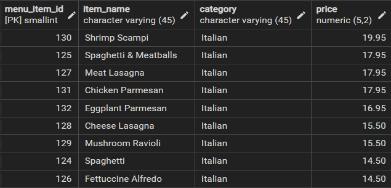 menu_item_id item_name category price
[PK] smallint character varying (45) character varying (45) numeric (5,2)
130 Shrimp Scampi Italian 19.95
125 Spaghetti & Meatballs Italian 17.95
127 Meat Lasagna Italian 17.95
131 Chicken Parmesan Italian 17.95
132 Eggplant Parmesan Italian 16.95
128 Cheese Lasagna Italian 15.50
129 Mushroom Ravioli Italian 15.50
124 Spaghetti Italian 14.50
126 Fettuccine Alfredo Italian 14.50